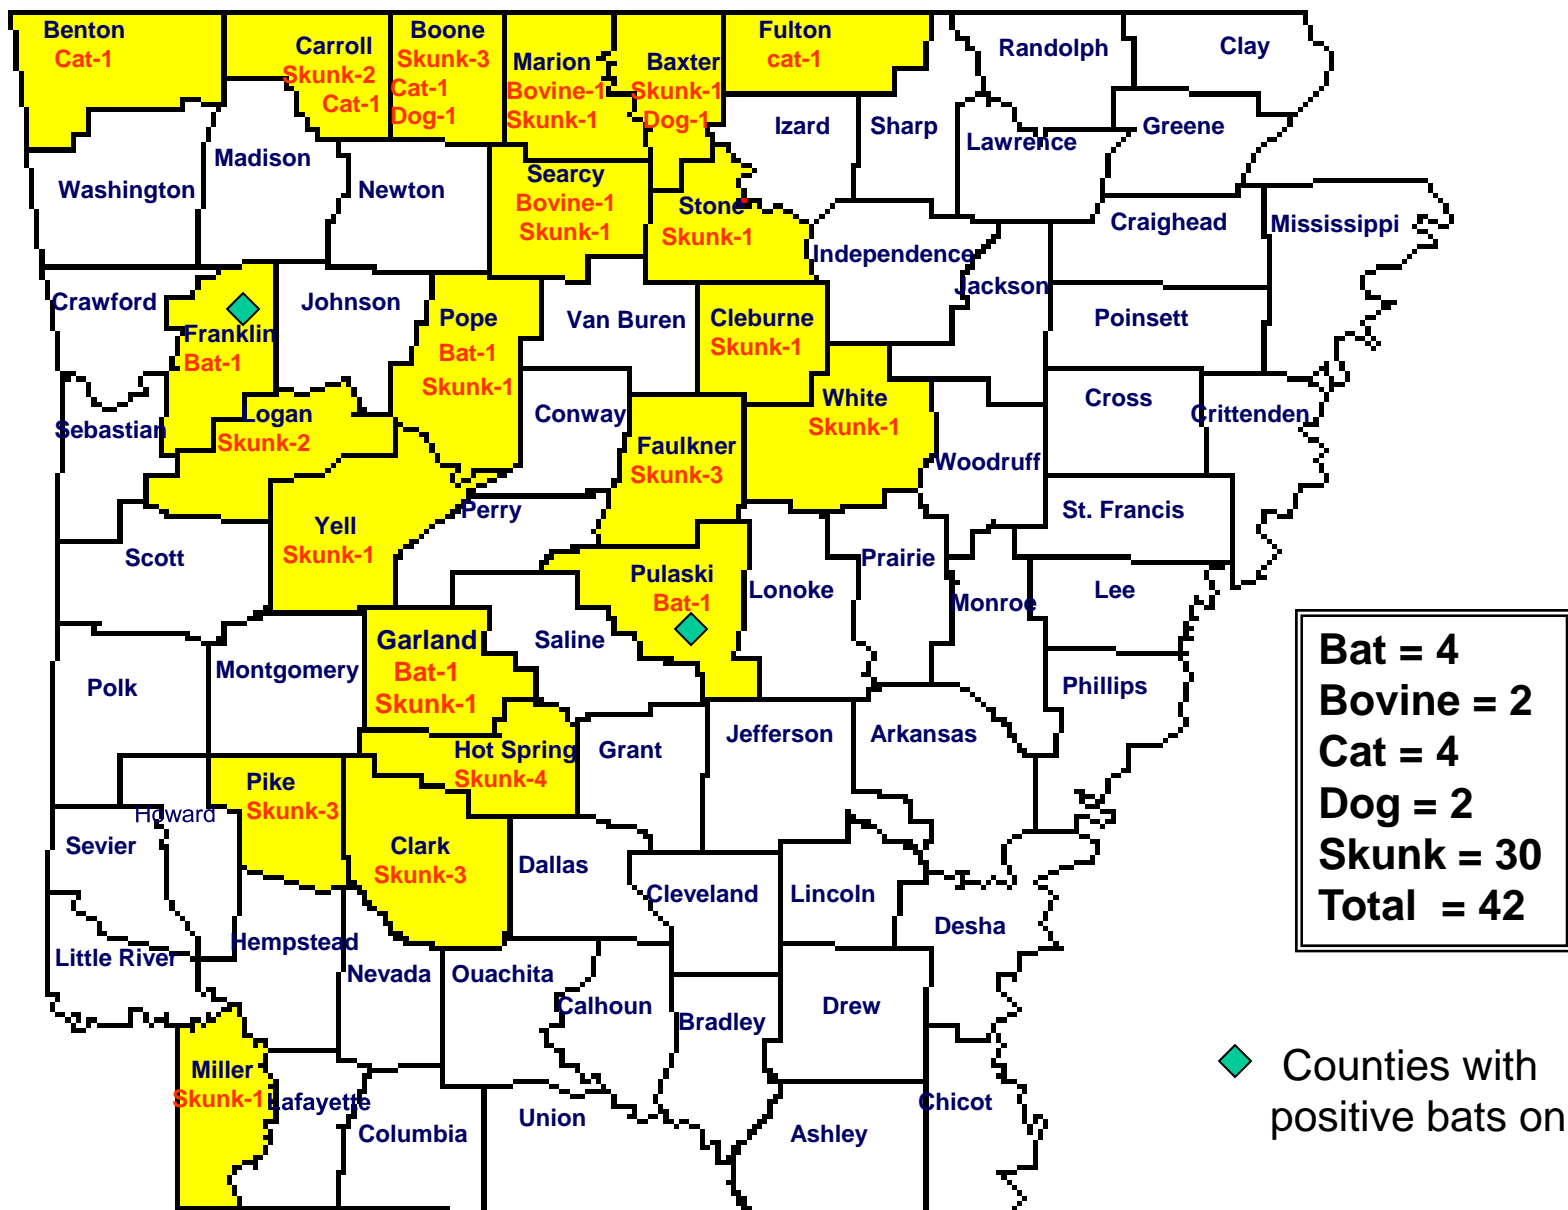 Benton
Cat-1
Carroll
Skunk-2
Cat-1
Boone
Skunk-3
Cat-1
Dog-1
Marion
Bovine-1
Skunk-1
Baxter
Skunk-1
Dog-1
Fulton
cat-1
Randolph
Clay
Izard
Sharp
Lawrence
Greene
Washington
Madison
Newton
Searcy
Bovine-1
Skunk-1
Stone
Skunk-1
Independence
Craighead
Mississippi
Jackson
Crawford
Franklin
Bat-1
Johnson
Pope
Bat-1
Skunk-1
Van Buren
Cleburne
Skunk-1
Poinsett
White
Skunk-1
Cross
Crittenden
Sebastian
Logan
Skunk-2
Conway
Faulkner
Skunk-3
Woodruff
St. Francis
Scott
Yell
Skunk-1
Perry
Pulaski
Bat-1
Lonoke
Prairie
Monroe
Lee
Polk
Montgomery
Garland
Bat-1
Skunk-1
Saline
Phillips
Hot Spring
Skunk-4
Grant
Jefferson
Arkansas
Pike
Skunk-3
Howard
Sevier
Clark
Skunk-3
Dallas
Cleveland
Lincoln
Desha
Little River
Hempstead
Nevada
Ouachita
Calhoun
Bradley
Drew
Miller
Skunk-1
Lafayette
Columbia
Union
Ashley
Chicot
Bat = 4
Bovine = 2
Cat = 4
Dog = 2
Skunk = 30
Total = 42
Counties with
positive bats on